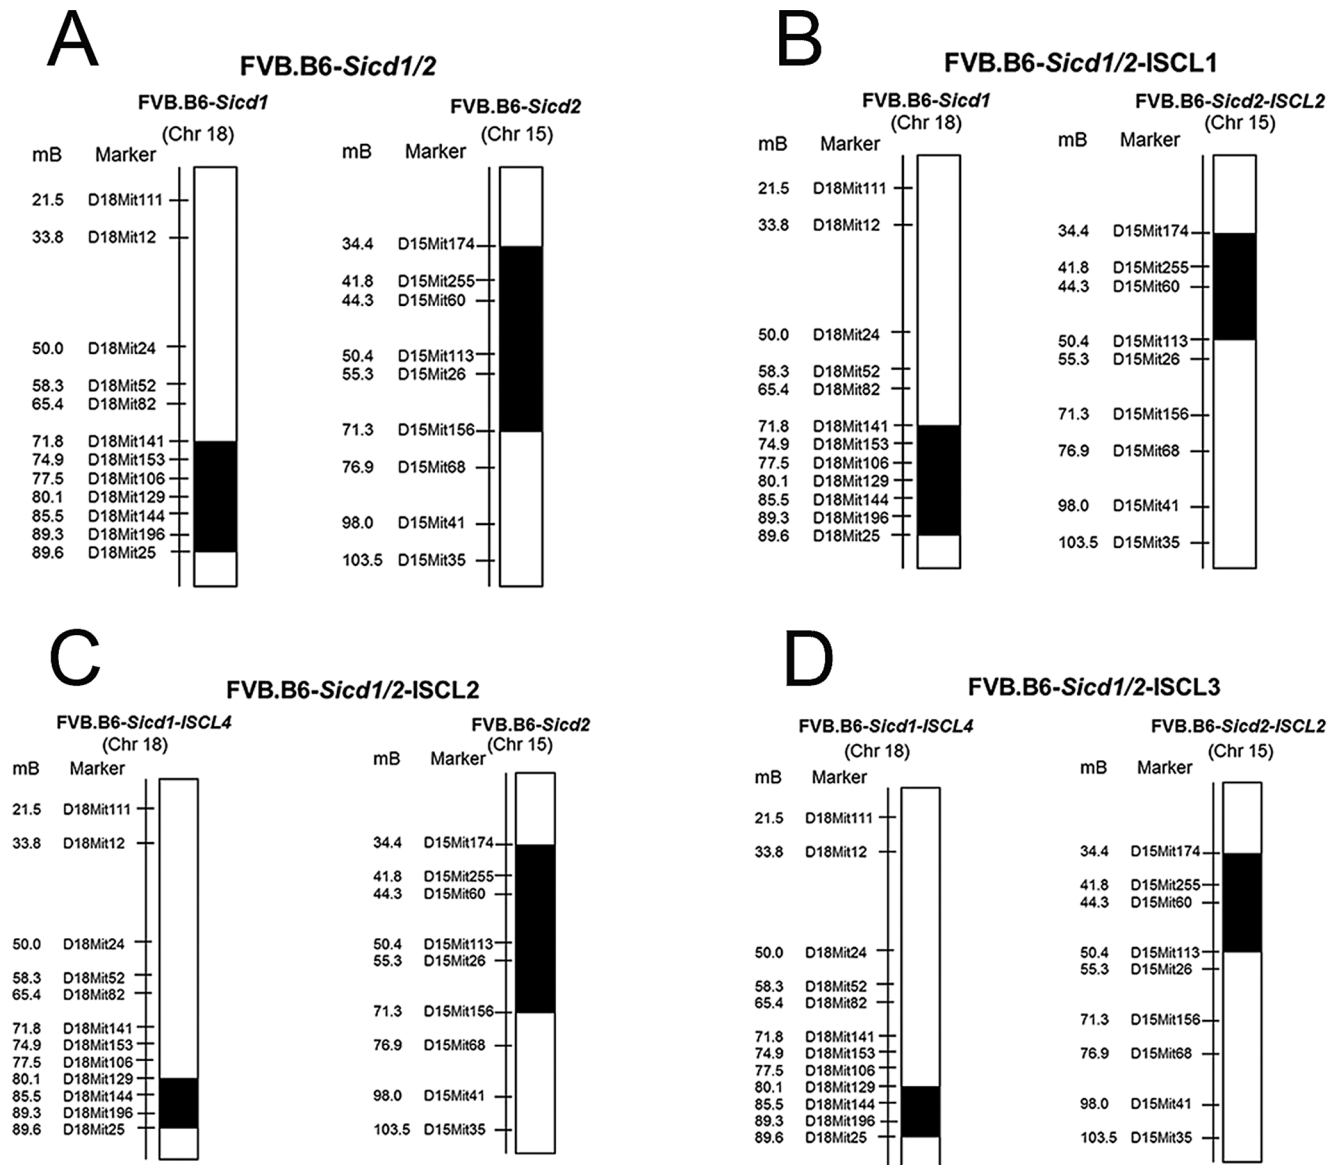 A
FVB.B6-Sicd1/2
FVB.B6-Sicd1
(Chr 18)
mB Marker
21.5 D18Mit111
33.8 D18Mit12
50.0 D18Mit24
58.3 D18Mit52
65.4 D18Mit82
71.8 D18Mit141
74.9 D18Mit153
77.5 D18Mit106
80.1 D18Mit129
85.5 D18Mit144
89.3 D18Mit196
89.6 D18Mit25
FVB.B6-Sicd2
(Chr 15)
mB Marker
34.4 D15Mit174
41.8 D15Mit255
44.3 D15Mit60
50.4 D15Mit113
55.3 D15Mit26
71.3 D15Mit156
76.9 D15Mit68
98.0 D15Mit41
103.5 D15Mit35
B
FVB.B6-Sicd1/2-ISCL1
FVB.B6-Sicd1
(Chr 18)
mB Marker
21.5 D18Mit111
33.8 D18Mit12
50.0 D18Mit24
58.3 D18Mit52
65.4 D18Mit82
71.8 D18Mit141
74.9 D18Mit153
77.5 D18Mit106
80.1 D18Mit129
85.5 D18Mit144
89.3 D18Mit196
89.6 D18Mit25
FVB.B6-Sicd2-ISCL2
(Chr 15)
mB Marker
34.4 D15Mit174
41.8 D15Mit255
44.3 D15Mit60
50.4 D15Mit113
55.3 D15Mit26
71.3 D15Mit156
76.9 D15Mit68
98.0 D15Mit41
103.5 D15Mit35
C
FVB.B6-Sicd1/2-ISCL2
FVB.B6-Sicd1-ISCL4
(Chr 18)
mB Marker
21.5 D18Mit111
33.8 D18Mit12
50.0 D18Mit24
58.3 D18Mit52
65.4 D18Mit82
71.8 D18Mit141
74.9 D18Mit153
77.5 D18Mit106
80.1 D18Mit129
85.5 D18Mit144
89.3 D18Mit196
89.6 D18Mit25
FVB.B6-Sicd2
(Chr 15)
mB Marker
34.4 D15Mit174
41.8 D15Mit255
44.3 D15Mit60
50.4 D15Mit113
55.3 D15Mit26
71.3 D15Mit156
76.9 D15Mit68
98.0 D15Mit41
103.5 D15Mit35
D
FVB.B6-Sicd1/2-ISCL3
FVB.B6-Sicd1-ISCL4
(Chr 18)
mB Marker
21.5 D18Mit111
33.8 D18Mit12
50.0 D18Mit24
58.3 D18Mit52
65.4 D18Mit82
71.8 D18Mit141
74.9 D18Mit153
77.5 D18Mit106
80.1 D18Mit129
85.5 D18Mit144
89.3 D18Mit196
89.6 D18Mit25
FVB.B6-Sicd2-ISCL2
(Chr 15)
mB Marker
34.4 D15Mit174
41.8 D15Mit255
44.3 D15Mit60
50.4 D15Mit113
55.3 D15Mit26
71.3 D15Mit156
76.9 D15Mit68
98.0 D15Mit41
103.5 D15Mit35